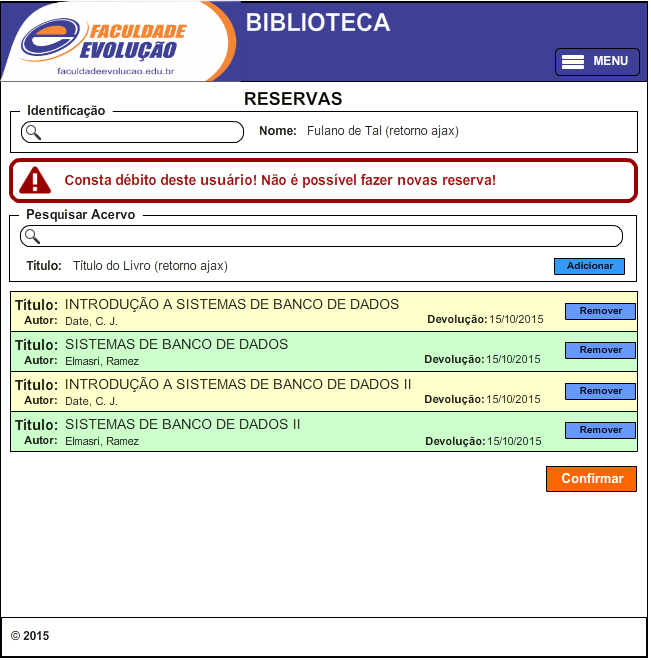 FACULDADE
EVOLUÇÃO
faculdadeevolucao.edu.br
BIBLIOTECA
MENU
RESERVAS
Identificação
Nome: Fulano de Tal (retorno ajax)
Consta débito deste usuário! Não é possível fazer novas reserva!
Pesquisar Acervo
Título: Título do Livro (retorno ajax)
Adicionar
Título: INTRODUÇÃO A SISTEMAS DE BANCO DE DADOS
Autor: Date, C. J.
Devolução: 15/10/2015
Remover
Título: SISTEMAS DE BANCO DE DADOS
Autor: Elmasri, Ramez
Devolução: 15/10/2015
Remover
Título: INTRODUÇÃO A SISTEMAS DE BANCO DE DADOS II
Autor: Date, C. J.
Devolução: 15/10/2015
Remover
Título: SISTEMAS DE BANCO DE DADOS II
Autor: Elmasri, Ramez
Devolução: 15/10/2015
Remover
Confirmar
© 2015